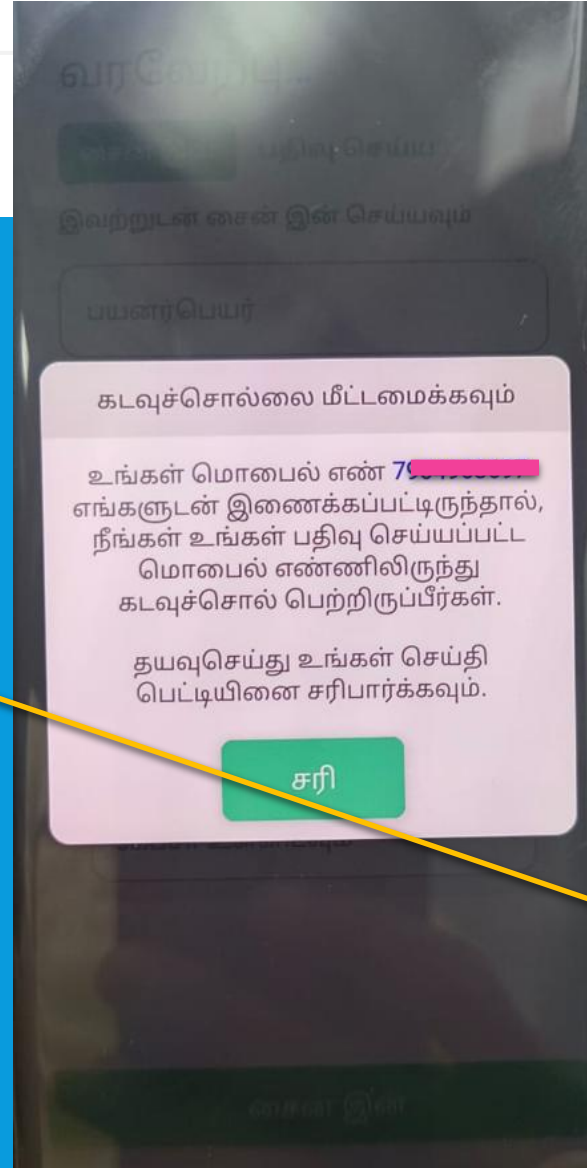 வரவேற்பு...
பதிவு செய்ய
இவற்றுடன் சைன் இன் செய்யவும்
பயனர்பெயர்
கடவுச்சொல்லை மீட்டமைக்கவும்
உங்கள் மொபைல் எண் 79
எங்களுடன் இணைக்கப்பட்டிருந்தால்,
நீங்கள் உங்கள் பதிவு செய்யப்பட்ட
மொபைல் எண்ணிலிருந்து
கடவுச்சொல் பெற்றிருப்பீர்கள்.
தயவுசெய்து உங்கள் செய்தி
பெட்டியினை சரிபார்க்கவும்.
சரி
சைன் இன்